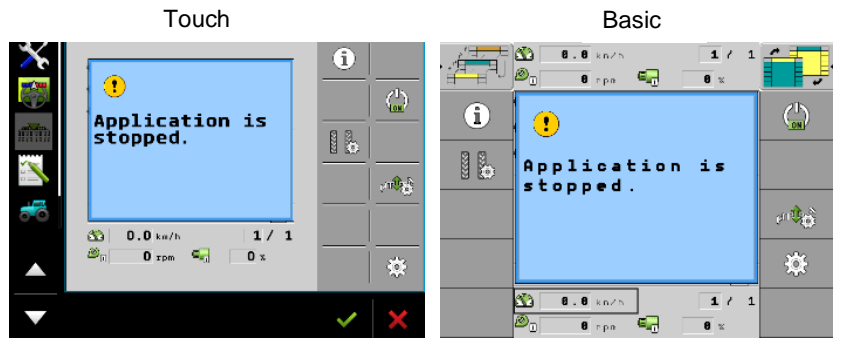 Touch
Basic
Application is
stopped.
ON
0.0 km/h 1 / 1
0 rpm 0 %
0.0 km/h 1 / 1
0 rpm 0 %
Application is
stopped.
ON
0.0 km/h 1 / 1
0 rpm 0 %